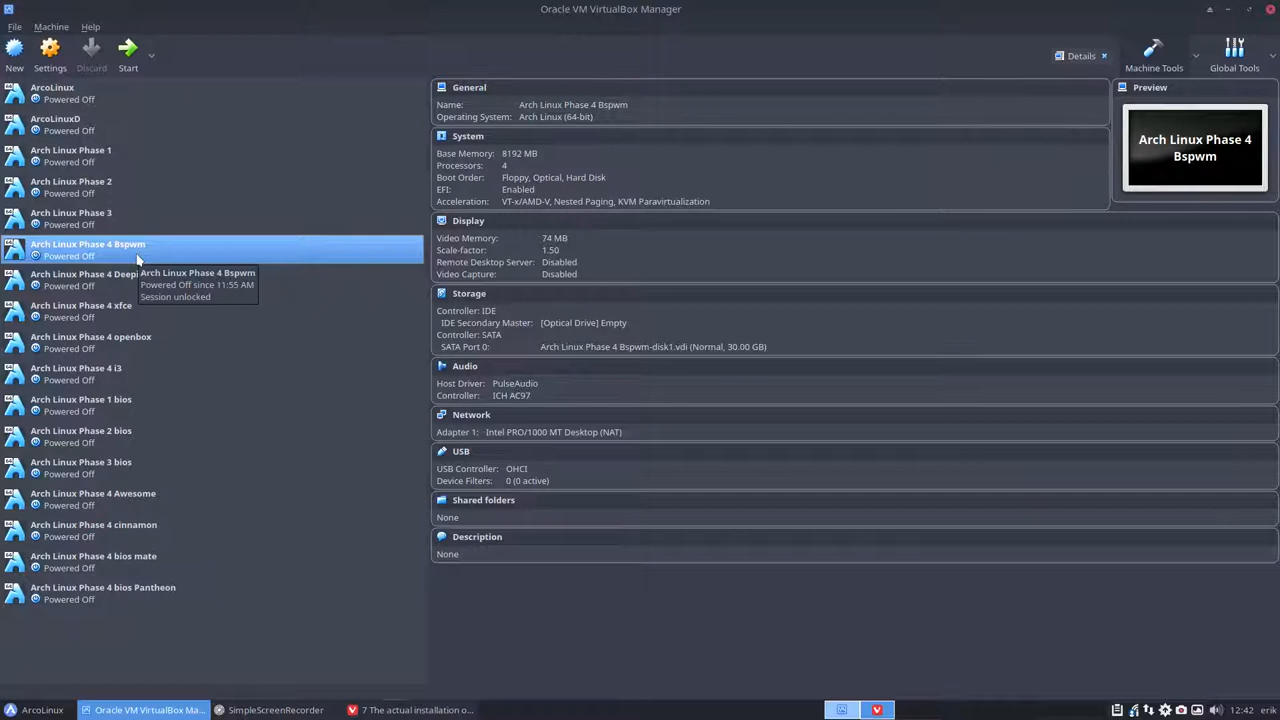 Oracle VM VirtualBox Manager
File Machine Help
New Settings Discard Start
Details
Machine Tools Global Tools
ArcoLinux
Powered Off
ArcoLinuxD
Powered Off
Arch Linux Phase 1
Powered Off
Arch Linux Phase 2
Powered Off
Arch Linux Phase 3
Powered Off
Arch Linux Phase 4 Bspwm
Powered Off
Arch Linux Phase 4 Deepi
Powered Off
Arch Linux Phase 4 Bspwm
Powered Off since 11:55 AM
Session unlocked
Arch Linux Phase 4 xfce
Powered Off
Arch Linux Phase 4 openbox
Powered Off
Arch Linux Phase 4 i3
Powered Off
Arch Linux Phase 1 bios
Powered Off
Arch Linux Phase 2 bios
Powered Off
Arch Linux Phase 3 bios
Powered Off
Arch Linux Phase 4 Awesome
Powered Off
Arch Linux Phase 4 cinnamon
Powered Off
Arch Linux Phase 4 bios mate
Powered Off
Arch Linux Phase 4 bios Pantheon
Powered Off
General
Name: Arch Linux Phase 4 Bspwm
Operating System: Arch Linux (64-bit)
System
Base Memory: 8192 MB
Processors: 4
Boot Order: Floppy, Optical, Hard Disk
EFI: Enabled
Acceleration: VT-x/AMD-V, Nested Paging, KVM Paravirtualization
Display
Video Memory: 74 MB
Scale-factor: 1.50
Remote Desktop Server: Disabled
Video Capture: Disabled
Storage
Controller: IDE
IDE Secondary Master: [Optical Drive] Empty
Controller: SATA
SATA Port 0: Arch Linux Phase 4 Bspwm-disk1.vdi (Normal, 30.00 GB)
Audio
Host Driver: PulseAudio
Controller: ICH AC97
Network
Adapter 1: Intel PRO/1000 MT Desktop (NAT)
USB
USB Controller: OHCI
Device Filters: 0 (0 active)
Shared folders
None
Description
None
Preview
Arch Linux Phase 4
Bspwm
ArcoLinux Oracle VM VirtualBox Ma... SimpleScreenRecorder 7 The actual installation o... 12:42 erik